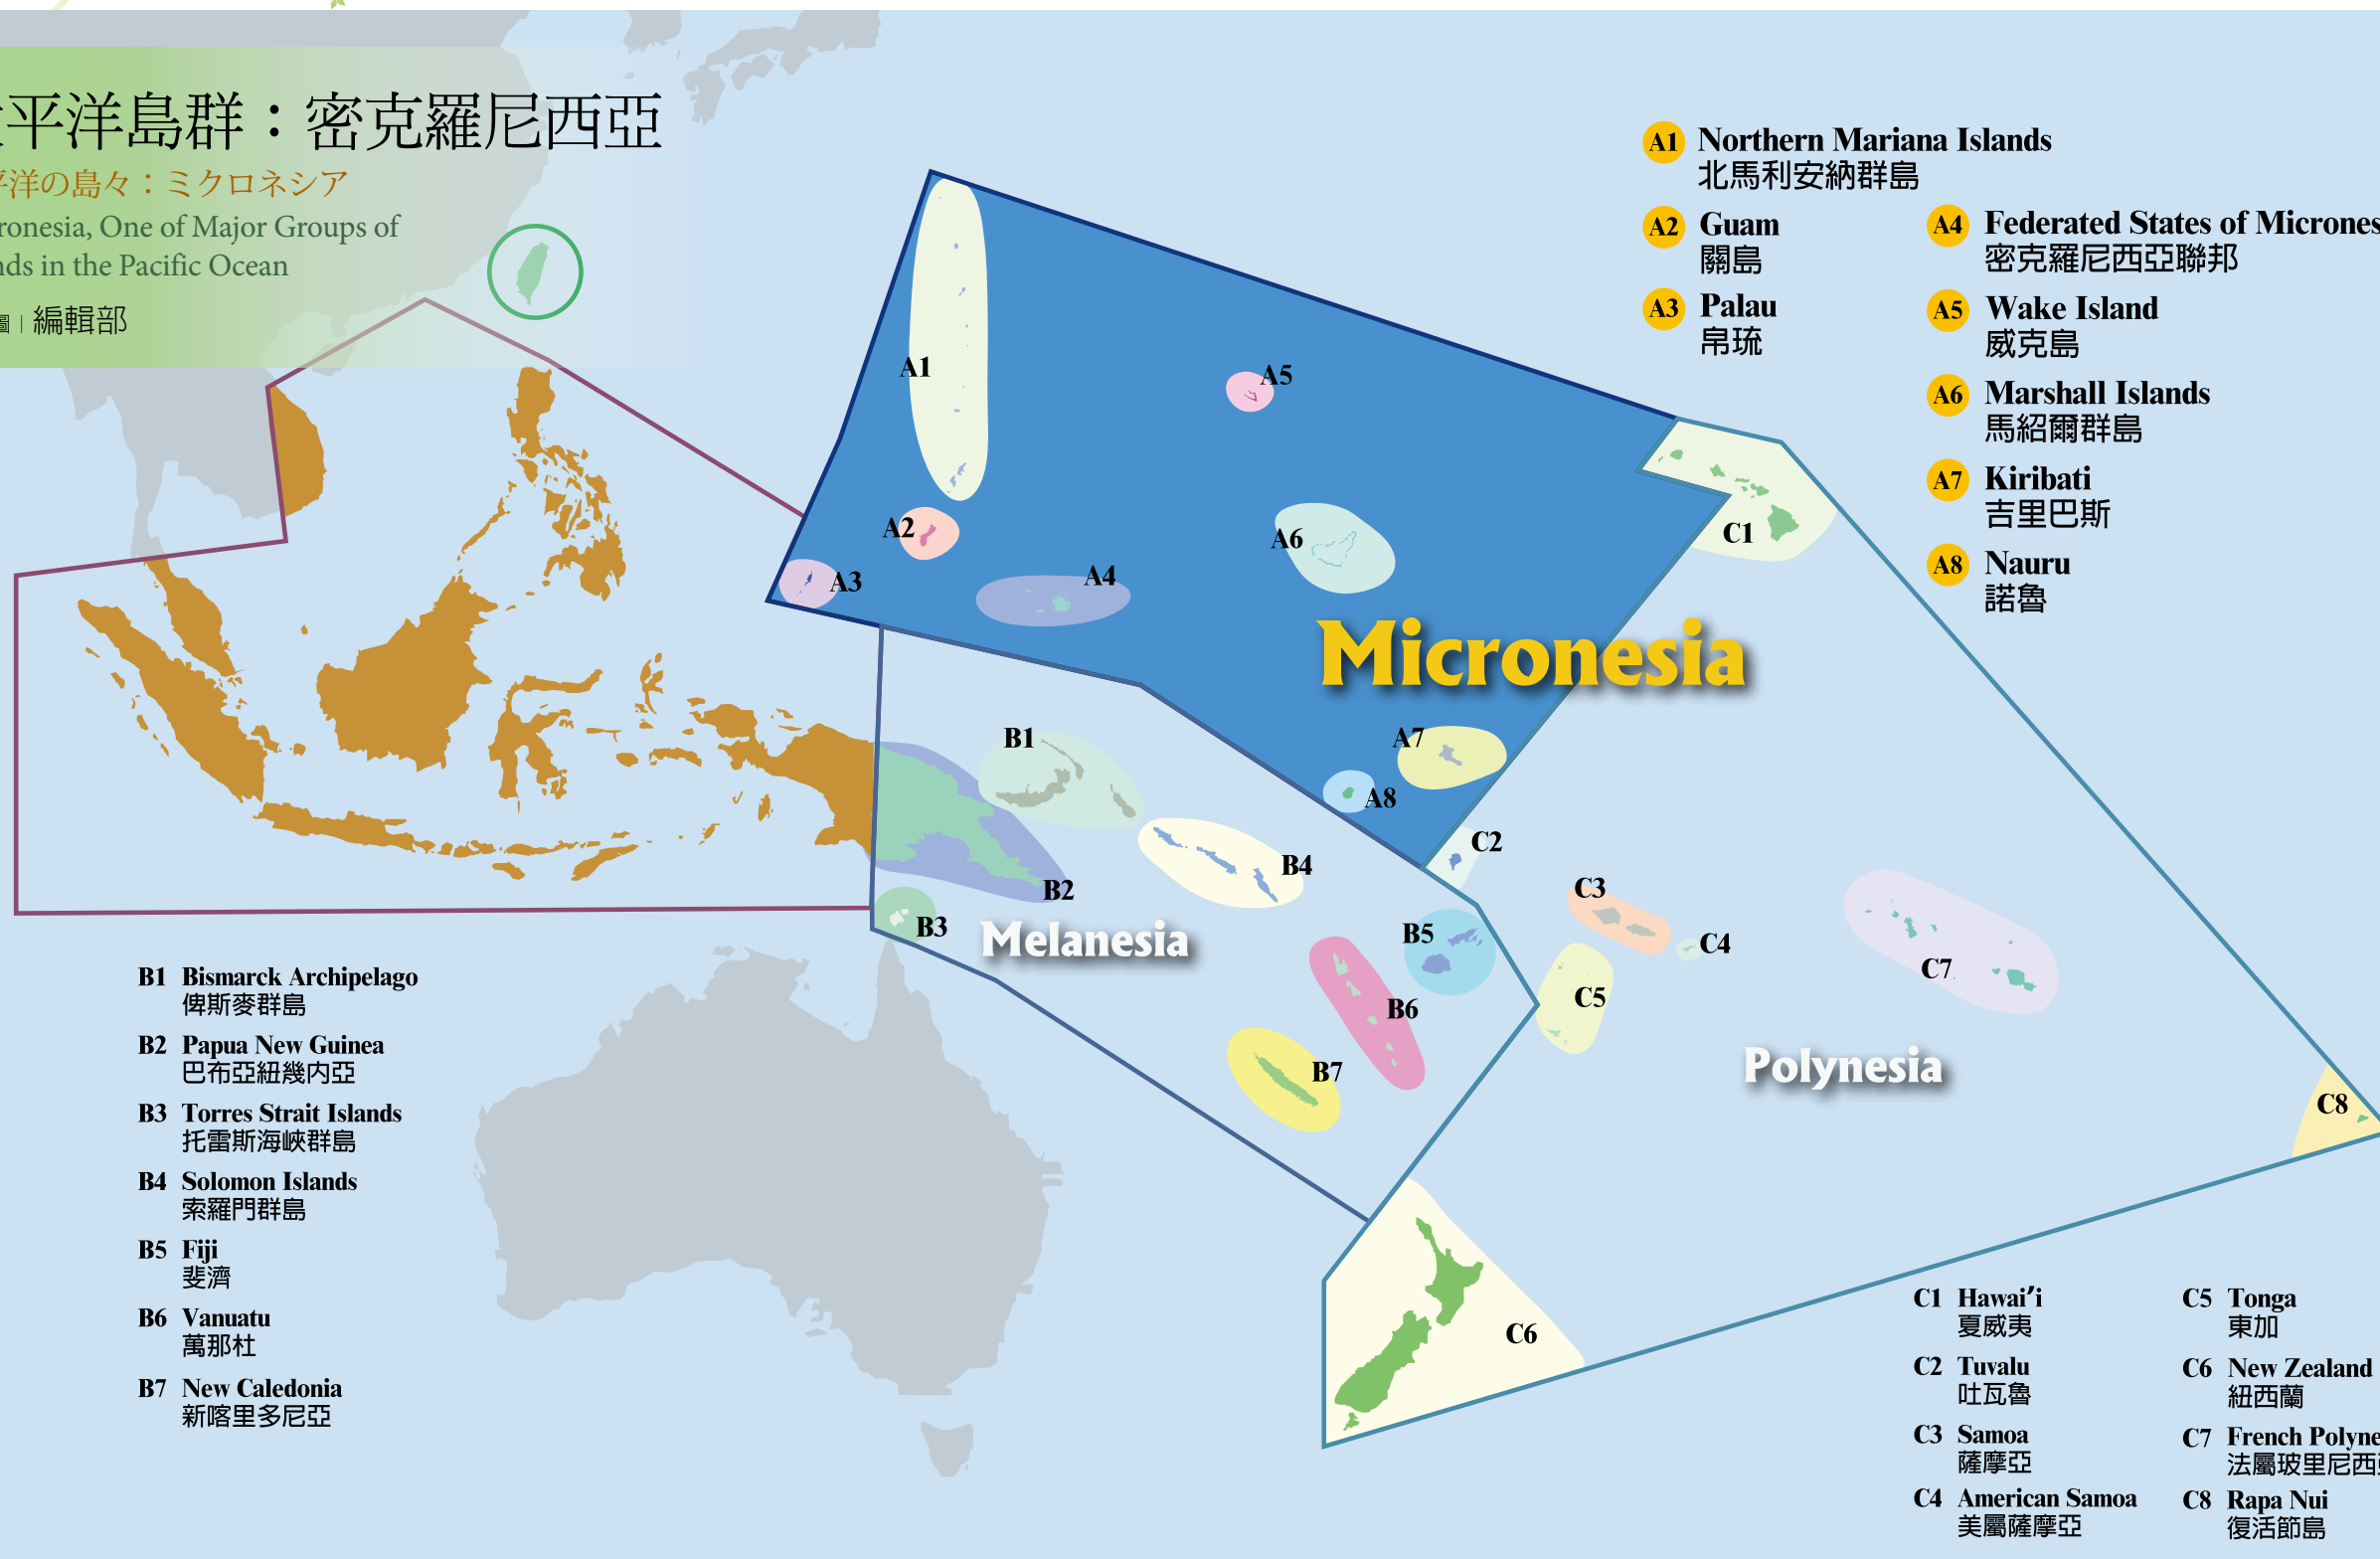 平洋島群：密克羅尼西亞
洋の島々：ミクロネシア
ronesia, One of Major Groups of
nds in the Pacific Ocean
圖｜編輯部
A1 Northern Mariana Islands
北馬利安納群島
A2 Guam
關島
A3 Palau
帛琉
A4 Federated States of Microne
密克羅尼西亞聯邦
A5 Wake Island
威克島
A6 Marshall Islands
馬紹爾群島
A7 Kiribati
吉里巴斯
A8 Nauru
諾魯
A1
A5
A2
A6
A3
A4
C1
Micronesia
B1
A7
A8
C2
B4
B2
C3
B3
Melanesia
B5
C4
C7
C5
B6
B7
Polynesia
C8
C6
B1 Bismarck Archipelago
俾斯麥群島
B2 Papua New Guinea
巴布亞紐幾內亞
B3 Torres Strait Islands
托雷斯海峽群島
B4 Solomon Islands
索羅門群島
B5 Fiji
斐濟
B6 Vanuatu
萬那杜
B7 New Caledonia
新喀里多尼亞
C1 Hawai'i
夏威夷
C2 Tuvalu
吐瓦魯
C3 Samoa
薩摩亞
C4 American Samoa
美屬薩摩亞
C5 Tonga
東加
C6 New Zealand
紐西蘭
C7 French Polyne
法屬玻里尼西
C8 Rapa Nui
復活節島